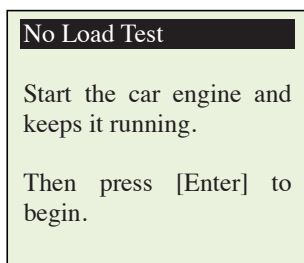 No Load Test
Start the car engine and
keeps it running.
Then press [Enter] to
begin.